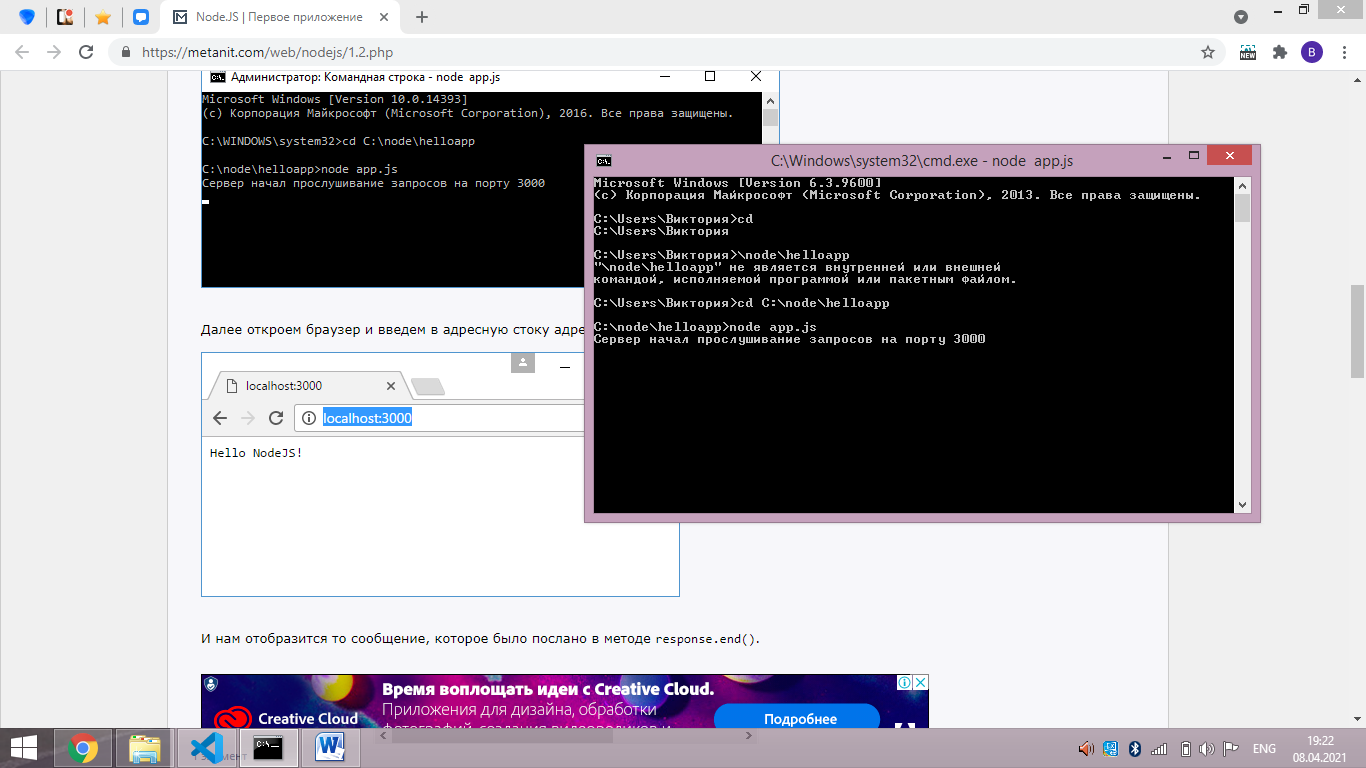 Node.JS | Первое приложение
https://metanit.com/web/nodejs/1.2.php
NEW
B
Администратор: Командная строка - node app.js
Microsoft Windows [Version 10.0.14393]
(c) Корпорация Майкрософт (Microsoft Corporation), 2016. Все права защищены.
C:\WINDOWS\system32>cd C:\node\helloapp
C:\node\helloapp>node app.js
Сервер начал прослушивание запросов на порту 3000
C:\Windows\system32\cmd.exe - node app.js
Microsoft Windows [Version 6.3.9600]
(c) Корпорация Майкрософт (Microsoft Corporation), 2013. Все права защищены.
C:\Users\Виктория>cd
C:\Users\Виктория
C:\Users\Виктория>\node\helloapp
"\node\helloapp" не является внутренней или внешней
командой, исполняемой программой или пакетным файлом.
C:\Users\Виктория>cd C:\node\helloapp
C:\node\helloapp>node app.js
Сервер начал прослушивание запросов на порту 3000
Далее откроем браузер и введем в адресную стоку адре
localhost:3000
localhost:3000
Hello NodeJS!
И нам отобразится то сообщение, которое было послано в методе response.end().
Время воплощать идеи с Creative Cloud.
Creative Cloud
Приложения для дизайна, обработки
Подробнее
ENG
19:22
08.04.2021